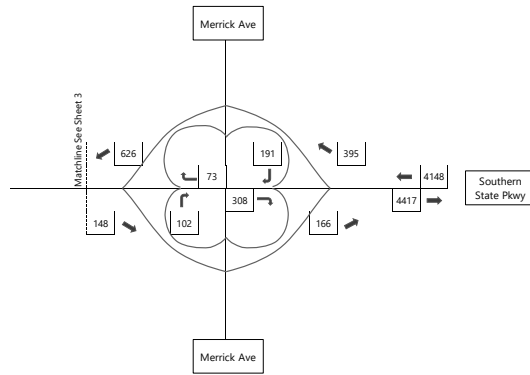 Merrick Ave
Matchline See Sheet 3
626
73
191
395
4148
Southern
State Pkwy
4417
308
148
102
166
Merrick Ave